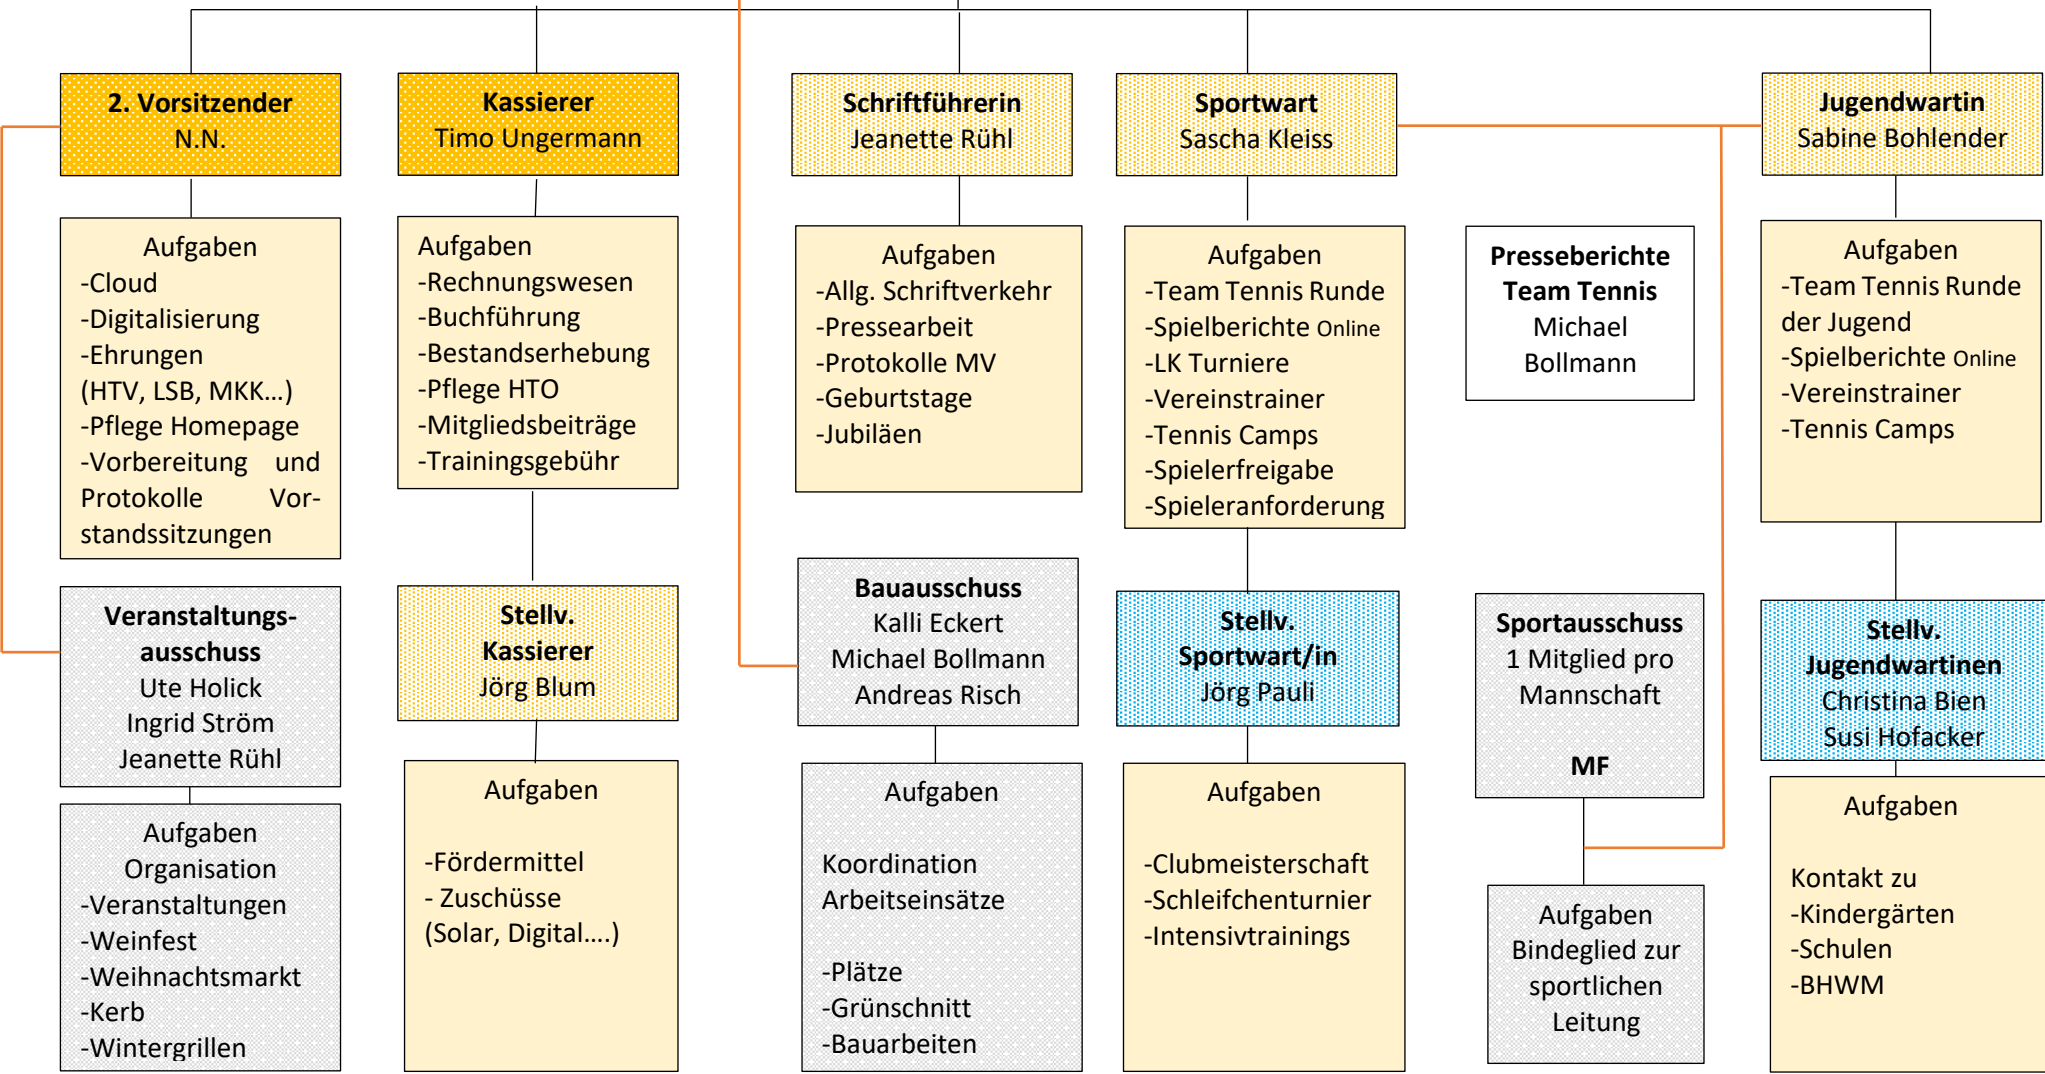 2. Vorsitzender
N.N.
Kassierer
Timo Ungermann
Schriftführerin
Jeanette Rühl
Sportwart
Sascha Kleiss
Jugendwartin
Sabine Bohlender
Aufgaben
-Cloud
-Digitalisierung
-Ehrungen
(HTV, LSB, MKK...)
-Pflege Homepage
-Vorbereitung und
Protokolle Vor-
standssitzungen
Aufgaben
-Rechnungswesen
-Buchführung
-Bestandserhebung
-Pflege HTO
-Mitgliedsbeiträge
-Trainingsgebühr
Aufgaben
-Allg. Schriftverkehr
-Pressearbeit
-Protokolle MV
-Geburtstage
-Jubiläen
Aufgaben
-Team Tennis Runde
-Spielberichte Online
-LK Turniere
-Vereinstrainer
-Tennis Camps
-Spielerfreigabe
-Spieleranforderung
Presseberichte
Team Tennis
Michael
Bollmann
Aufgaben
-Team Tennis Runde
der Jugend
-Spielberichte Online
-Vereinstrainer
-Tennis Camps
Veranstaltungs-
ausschuss
Ute Holick
Ingrid Ström
Jeanette Rühl
Stellv.
Kassierer
Jörg Blum
Bauausschuss
Kalli Eckert
Michael Bollmann
Andreas Risch
Stellv.
Sportwart/in
Jörg Pauli
Sportausschuss
1 Mitglied pro
Mannschaft
MF
Stellv.
Jugendwartinen
Christina Bien
Susi Hofacker
Aufgaben
Organisation
-Veranstaltungen
-Weinfest
-Weihnachtsmarkt
-Kerb
-Wintergrillen
Aufgaben
-Fördermittel
- Zuschüsse
(Solar, Digital....)
Aufgaben
Koordination
Arbeitseinsätze
-Plätze
-Grünschnitt
-Bauarbeiten
Aufgaben
-Clubmeisterschaft
-Schleifchenturnier
-Intensivtrainings
Aufgaben
Bindeglied zur
sportlichen
Leitung
Aufgaben
Kontakt zu
-Kindergärten
-Schulen
-BHWM